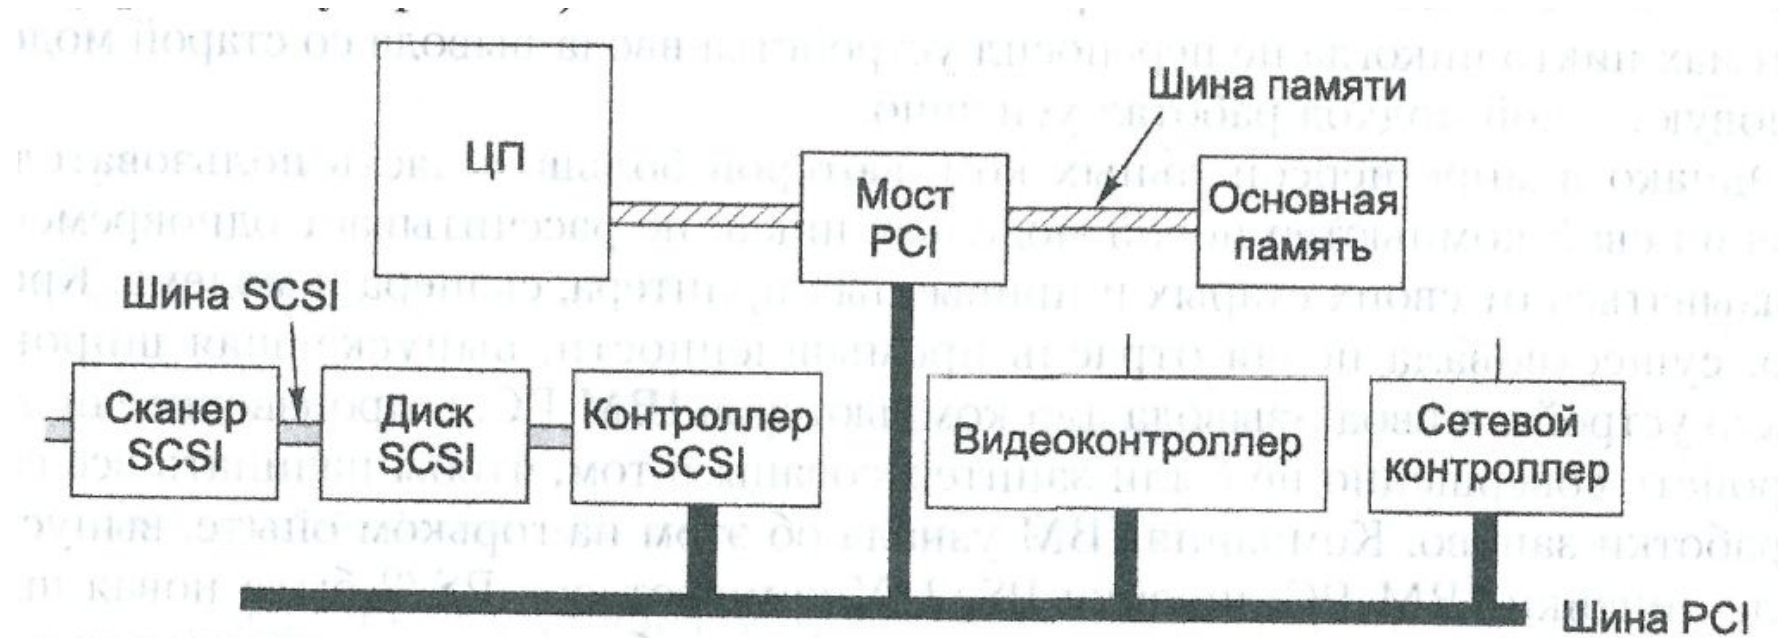 ЦП
Шина памяти
Мост
PCI
Основная
память
Шина SCSI
Сканер
SCSI
Диск
SCSI
Контроллер
SCSI
Видеоконтроллер
Сетевой
контроллер
Шина PCI